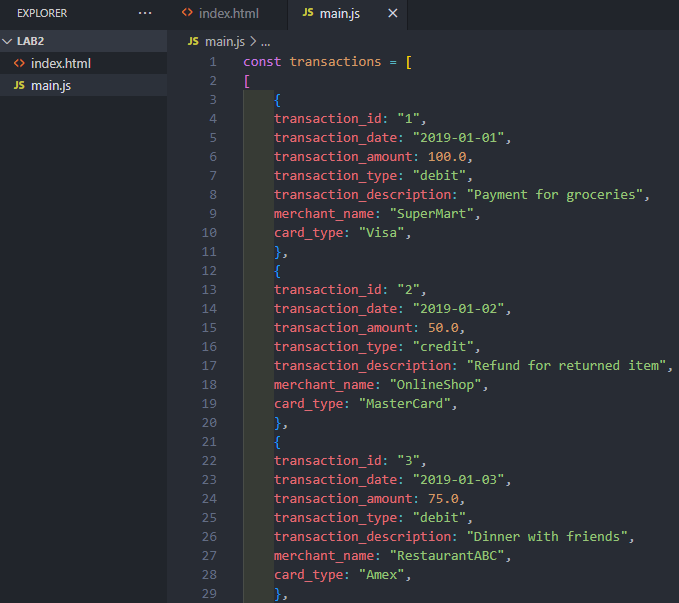 EXPLORER ...
index.html
JS main.js ×
LAB2
index.html
JS main.js
JS main.js > ...
1 const transactions = [
2 [
3 {
4 transaction_id: "1",
5 transaction_date: "2019-01-01",
6 transaction_amount: 100.0,
7 transaction_type: "debit",
8 transaction_description: "Payment for groceries",
9 merchant_name: "SuperMart",
10 card_type: "Visa",
11 },
12 {
13 transaction_id: "2",
14 transaction_date: "2019-01-02",
15 transaction_amount: 50.0,
16 transaction_type: "credit",
17 transaction_description: "Refund for returned item",
18 merchant_name: "OnlineShop",
19 card_type: "MasterCard",
20 },
21 {
22 transaction_id: "3",
23 transaction_date: "2019-01-03",
24 transaction_amount: 75.0,
25 transaction_type: "debit",
26 transaction_description: "Dinner with friends",
27 merchant_name: "RestaurantABC",
28 card_type: "Amex",
29 },